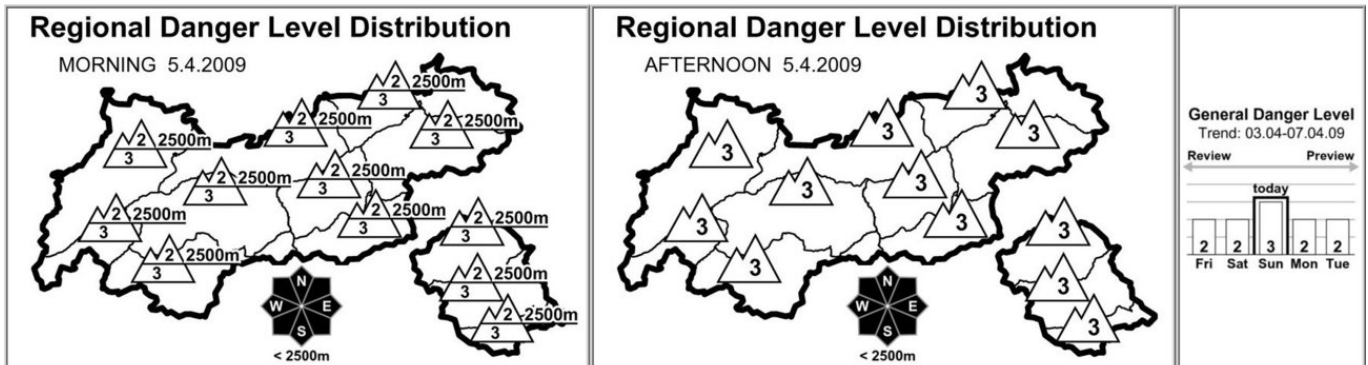 Regional Danger Level Distribution
MORNING 5.4.2009
2 2500m
3
2 2500m
3
2 2500m
3
2 2500m
3
2 2500m
3
2 2500m
3
2 2500m
3
2 2500m
3
2 2500m
3
2 2500m
3
2 2500m
3
2 2500m
3
N
W E
S
< 2500m
Regional Danger Level Distribution
AFTERNOON 5.4.2009
3
3
3
3
3
3
3
3
3
3
3
3
N
W E
S
< 2500m
General Danger Level
Trend: 03.04-07.04.09
Review Preview
today
2 2 3 2 2
Fri Sat Sun Mon Tue